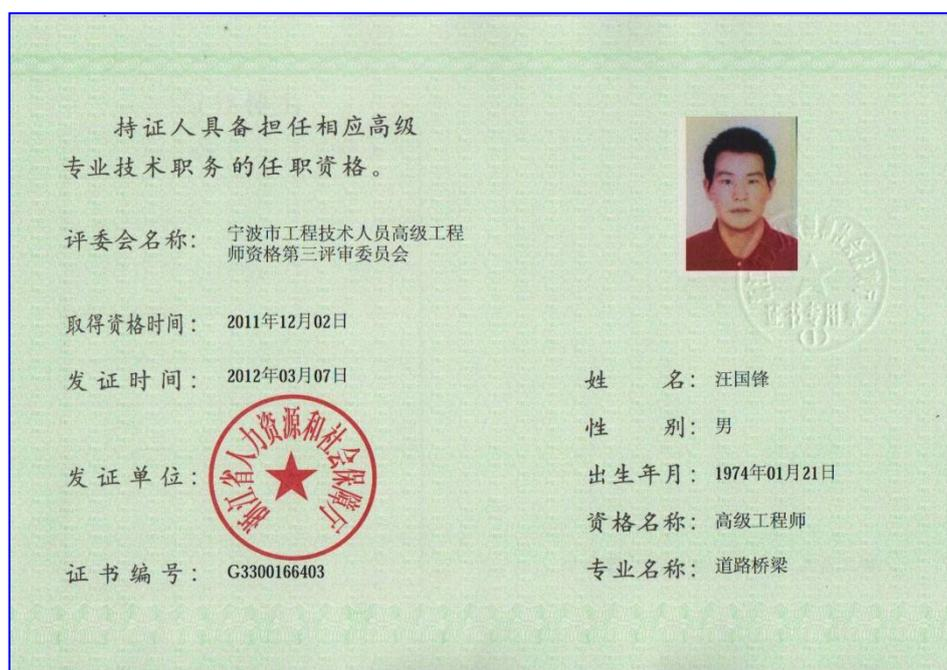 持证人具备担任相应高级
专业技术职务的任职资格。
评委会名称： 宁波市工程技术人员高级工程
师资格第三评审委员会
取得资格时间： 2011年12月02日
发证时间： 2012年03月07日
发证单位：
浙江省人力资源和社会保障厅
证书编号： G3300166403
证书专用
姓名： 汪国锋
性别： 男
出生年月： 1974年01月21日
资格名称： 高级工程师
专业名称： 道路桥梁